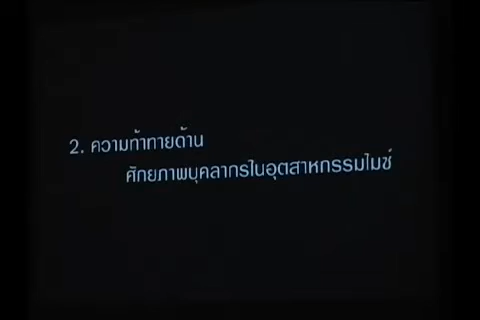 2. ความท้าทายด้าน
ศักยภาพบุคลากรในอุตสาหกรรมไมซ์